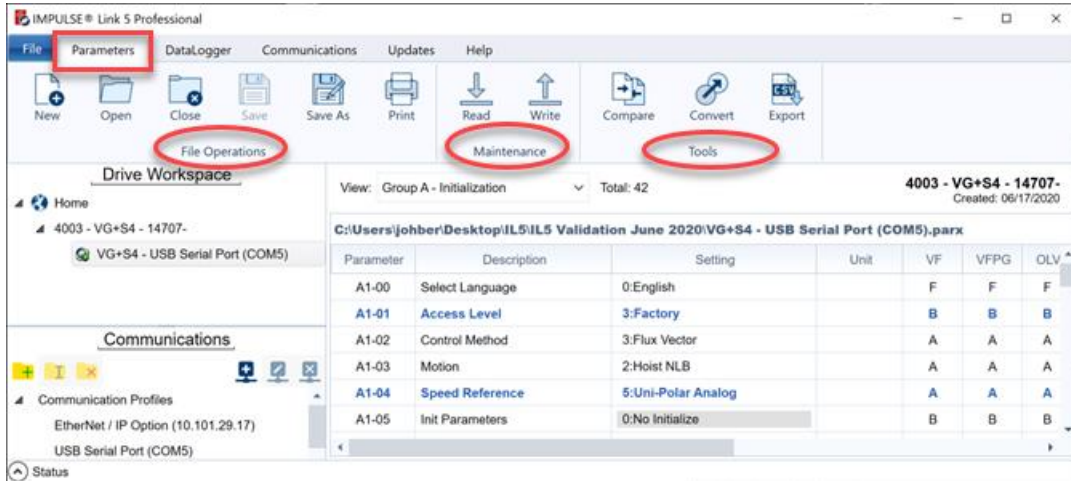 IMPULSE® Link 5 Professional
File Parameters DataLogger Communications Updates Help
New Open Close Save Save As Print Read Write Compare Convert Export
CSV
File Operations Maintenance Tools
Drive Workspace
Home
4003 - VG+S4 - 14707-
VG+S4 - USB Serial Port (COM5)
Communications
Communication Profiles
EtherNet / IP Option (10.101.29.17)
USB Serial Port (COM5)
View: Group A - Initialization Total: 42
4003 - VG+S4 - 14707-
Created: 06/17/2020
C:\Users\johber\Desktop\IL5\IL5 Validation June 2020\VG+S4 - USB Serial Port (COM5).parx
Parameter Description Setting Unit VF VFPG OLV
A1-00 Select Language 0:English F F F
A1-01 Access Level 3:Factory B B B
A1-02 Control Method 3:Flux Vector A A A
A1-03 Motion 2:Hoist NLB A A A
A1-04 Speed Reference 5:Uni-Polar Analog A A A
A1-05 Init Parameters 0:No Initialize B B B
Status